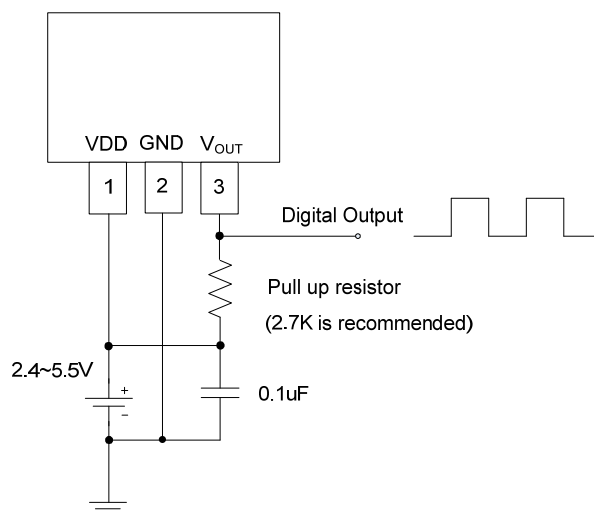 VDD GND VOUT
1 2 3
Digital Output
Pull up resistor
(2.7K is recommended)
2.4~5.5V
+
−
0.1uF